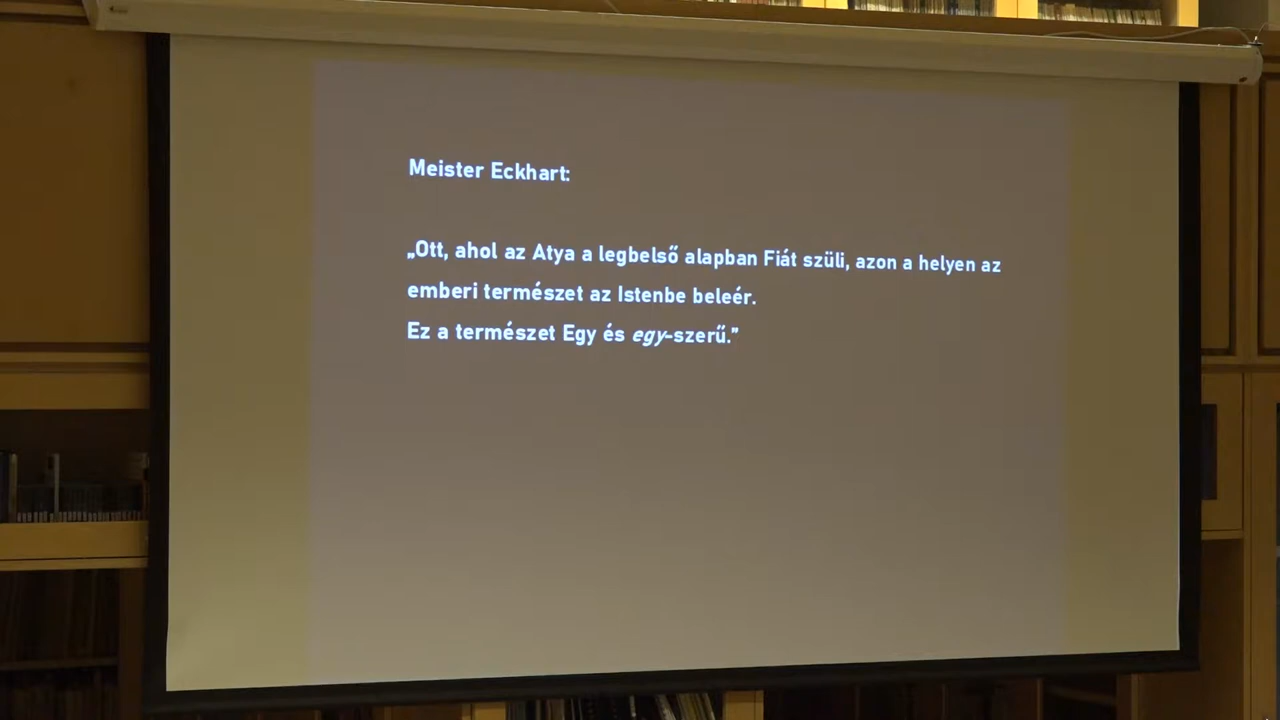 Meister Eckhart:
„Ott, ahol az Atya a legbelső alapban Fiát szüli, azon a helyen az
emberi természet az Istenbe beleér.
Ez a természet Egy és egy-szerű.”